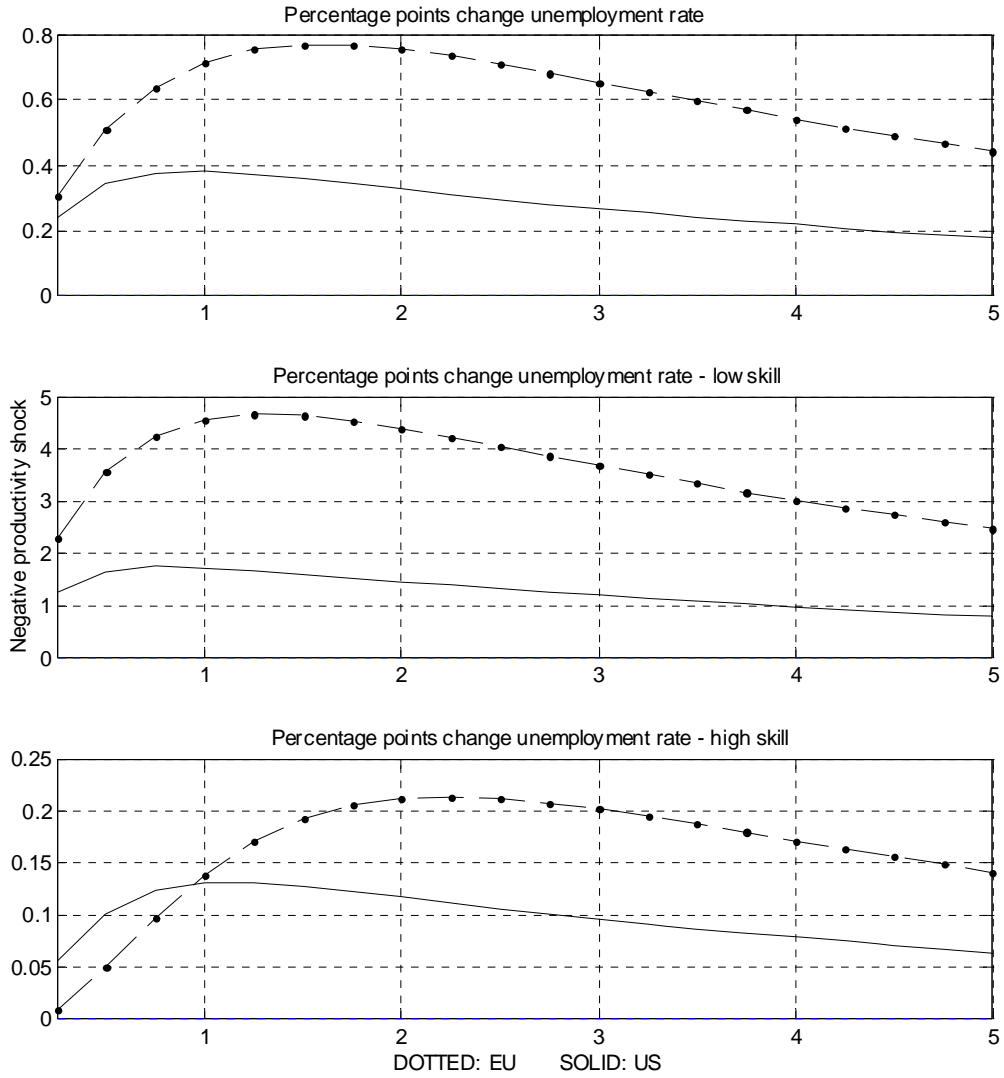 Percentage points change unemployment rate
0.8
0.6
0.4
0.2
0
1 2 3 4 5
Percentage points change unemployment rate - low skill
Negative productivity shock
5
4
3
2
1
0
1 2 3 4 5
Percentage points change unemployment rate - high skill
0.25
0.2
0.15
0.1
0.05
0
1 2 3 4 5
DOTTED: EU SOLID: US